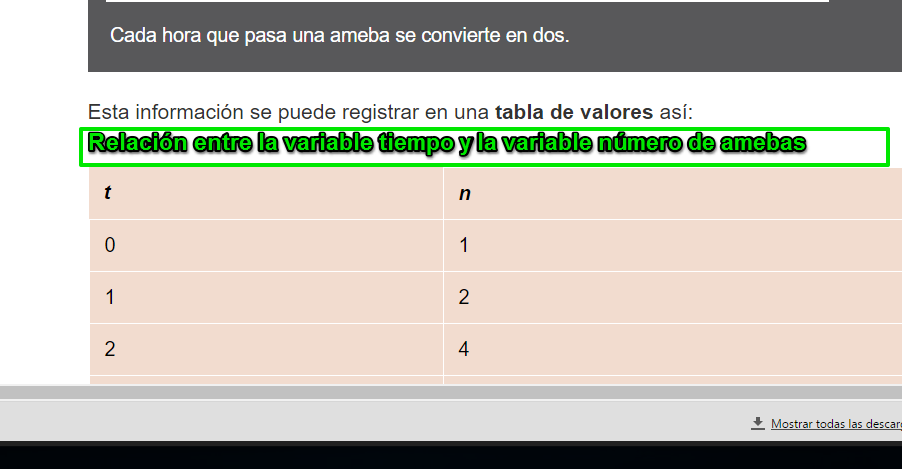 Cada hora que pasa una ameba se convierte en dos.
Esta información se puede registrar en una tabla de valores así:
Relación entre la variable tiempo y la variable número de amebas
t n
0 1
1 2
2 4
Mostrar todas las descar